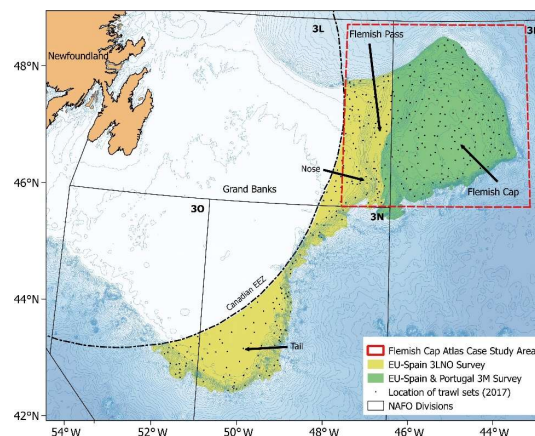 3L
Flemish Pass
48°N
Newfoundland
Nose
46°N
Grand Banks
Flemish Cap
3O
3N
Canadian EEZ
44°N
Tail
Flemish Cap Atlas Case Study Area
EU-Spain 3LNO Survey
EU-Spain & Portugal 3M Survey
Location of trawl sets (2017)
NAFO Divisions
42°N
54°W
52°W
50°W
48°W
46°W
44°W